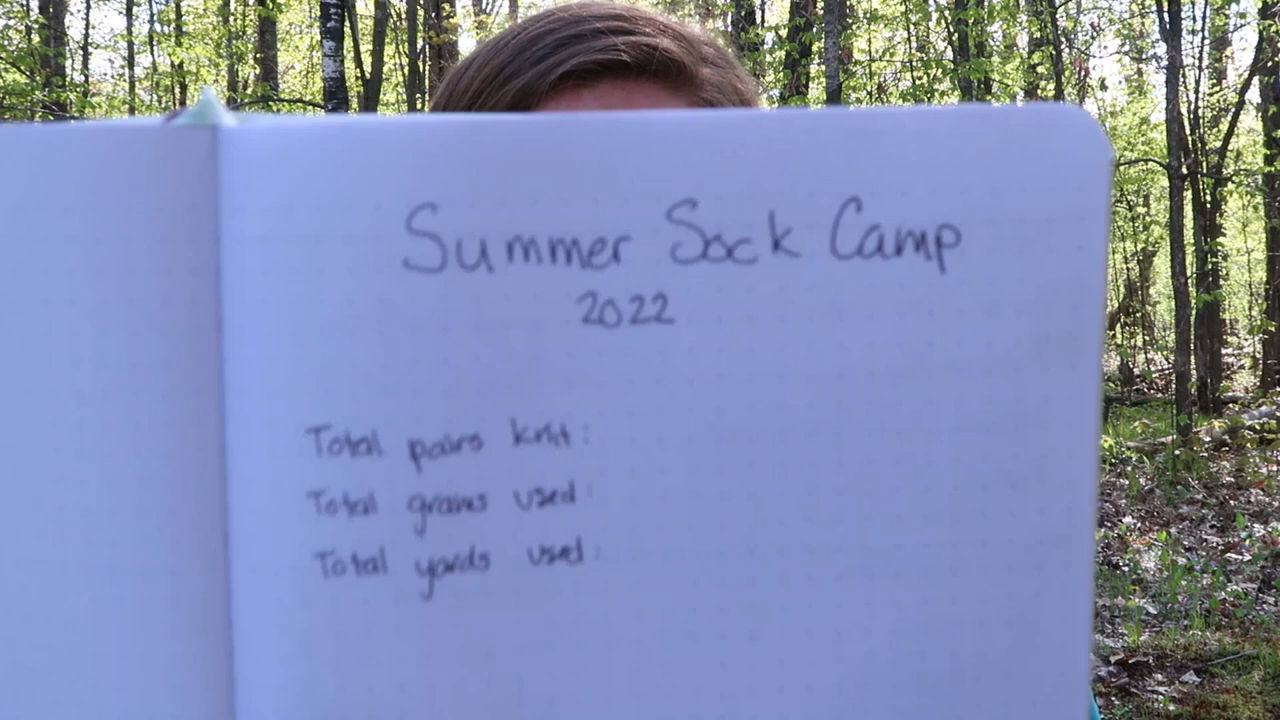 Summer Sock Camp
2022
Total pairs knit:
Total grams used:
Total yards used: